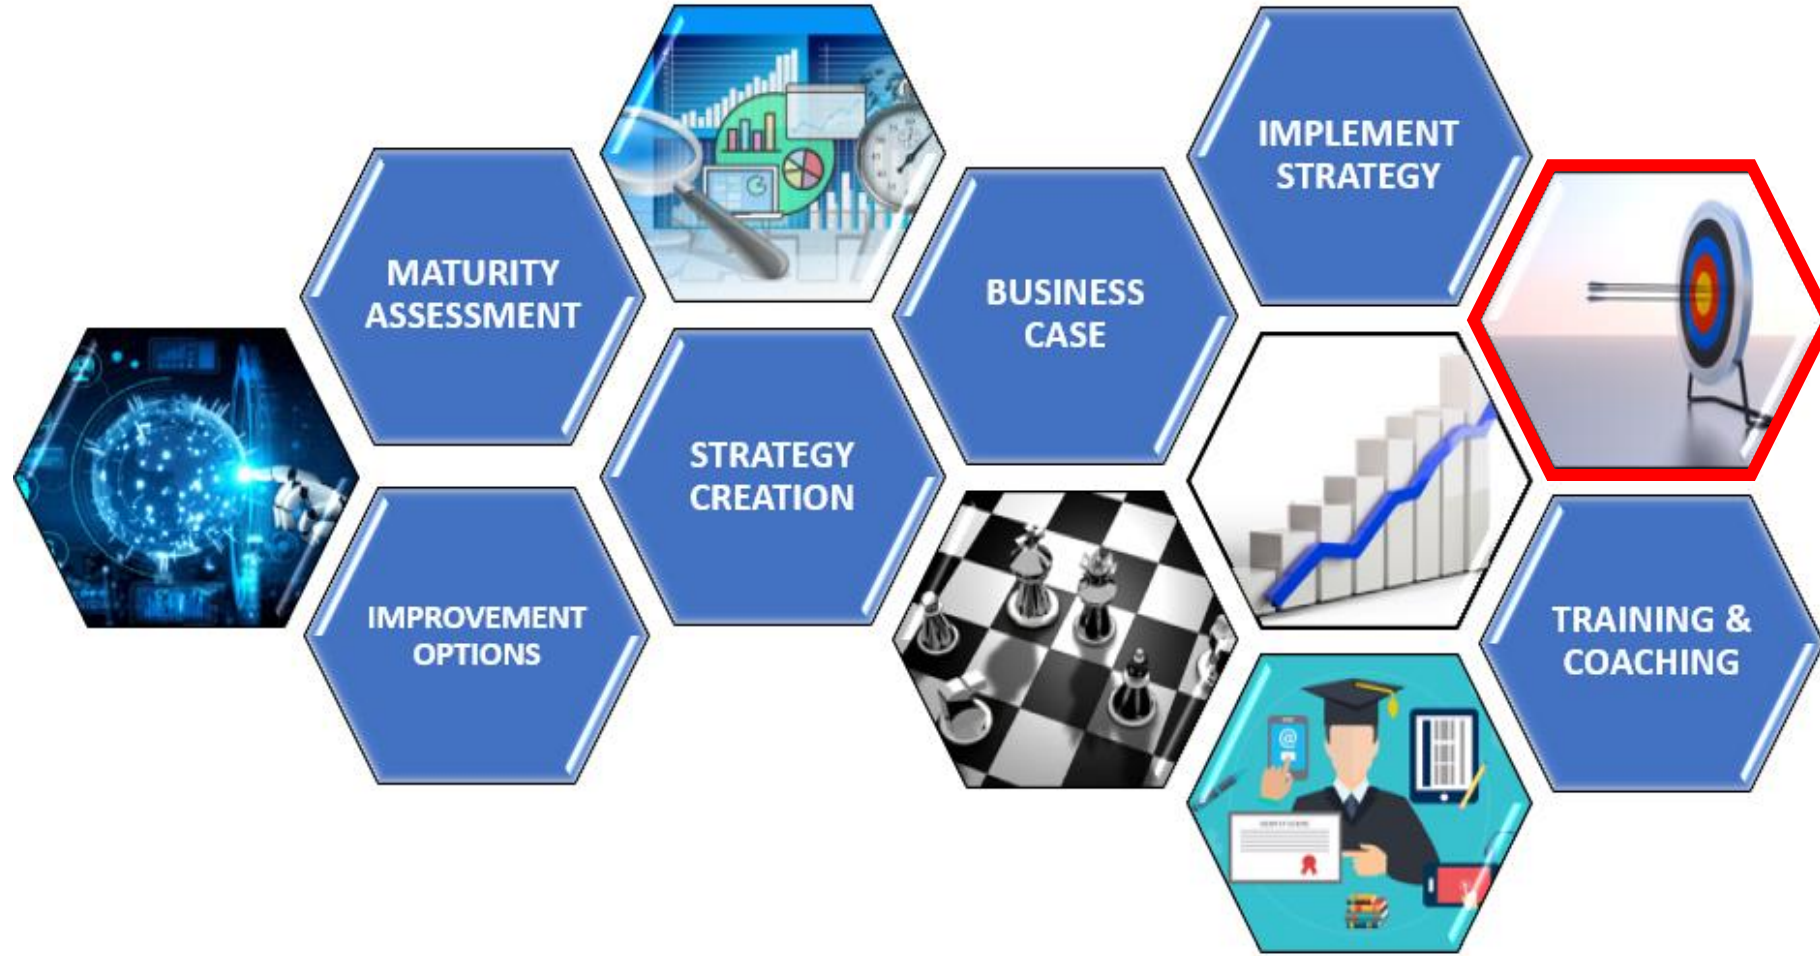 MATURITY
ASSESSMENT
IMPROVEMENT
OPTIONS
STRATEGY
CREATION
BUSINESS
CASE
IMPLEMENT
STRATEGY
TRAINING &
COACHING
@